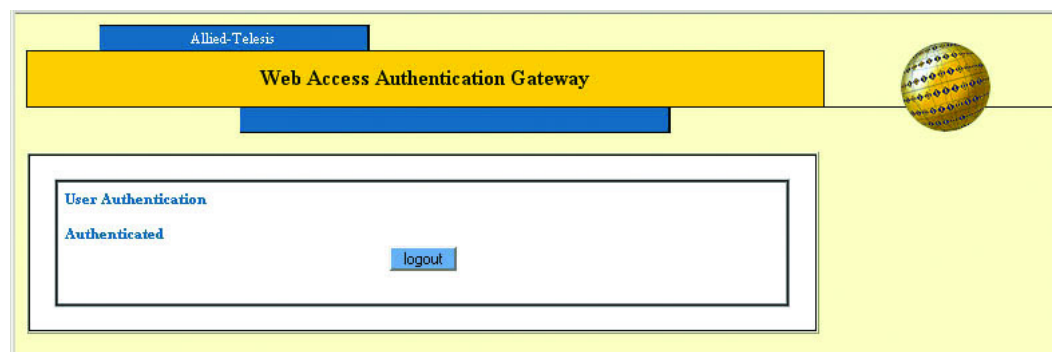 Allied-Telesis
Web Access Authentication Gateway
User Authentication
Authenticated
logout